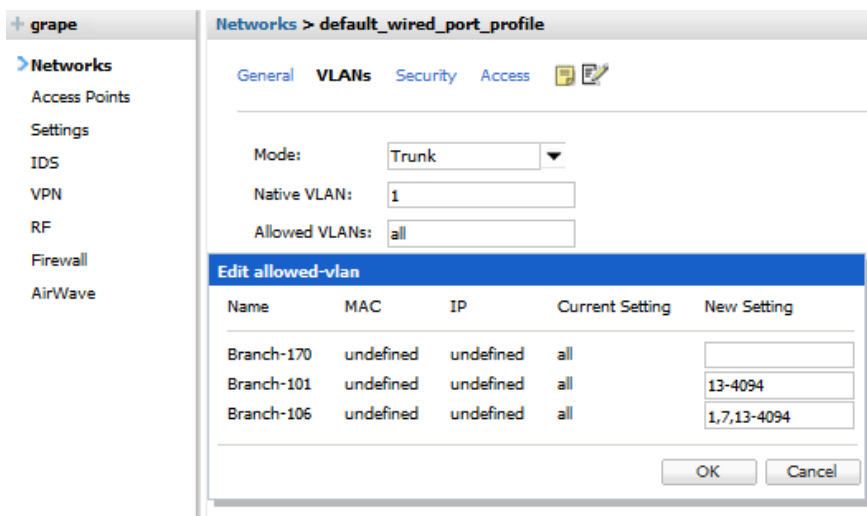 grape
Networks
Access Points
Settings
IDS
VPN
RF
Firewall
AirWave
Networks > default_wired_port_profile
General VLANs Security Access
Mode: Trunk
Native VLAN: 1
Allowed VLANs: all
Edit allowed-vlan
Name MAC IP Current Setting New Setting
Branch-170 undefined undefined all
Branch-101 undefined undefined all 13-4094
Branch-106 undefined undefined all 1,7,13-4094
OK Cancel